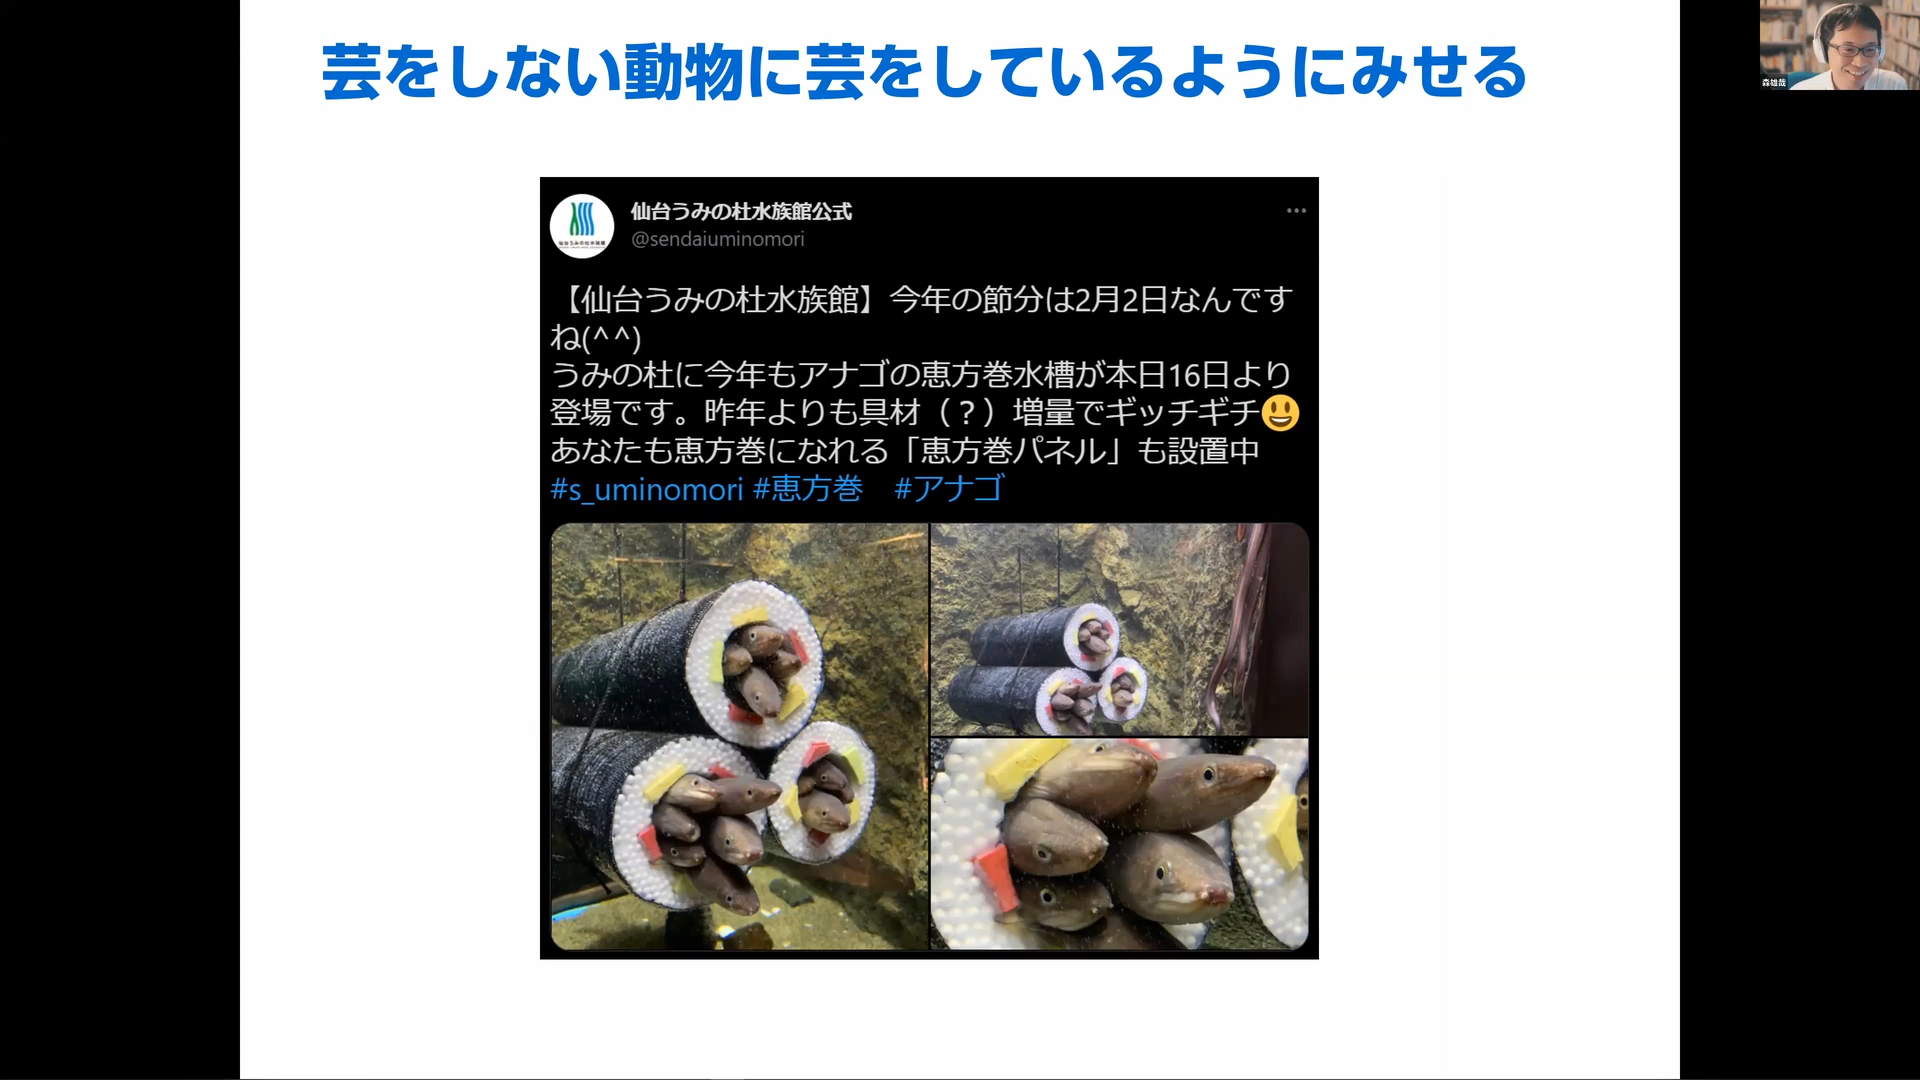 芸をしない動物に芸をしているようにみせる
森雄哉
仙台うみの杜水族館公式
@sendaiuminomori
【仙台うみの杜水族館】今年の節分は2月2日なんです
ね(^^)
うみの杜に今年もアナゴの恵方巻水槽が本日16日より
登場です。昨年よりも具材（？）増量でギッチギチ😃
あなたも恵方巻になれる「恵方巻パネル」も設置中
#s_uminomori #恵方巻　#アナゴ